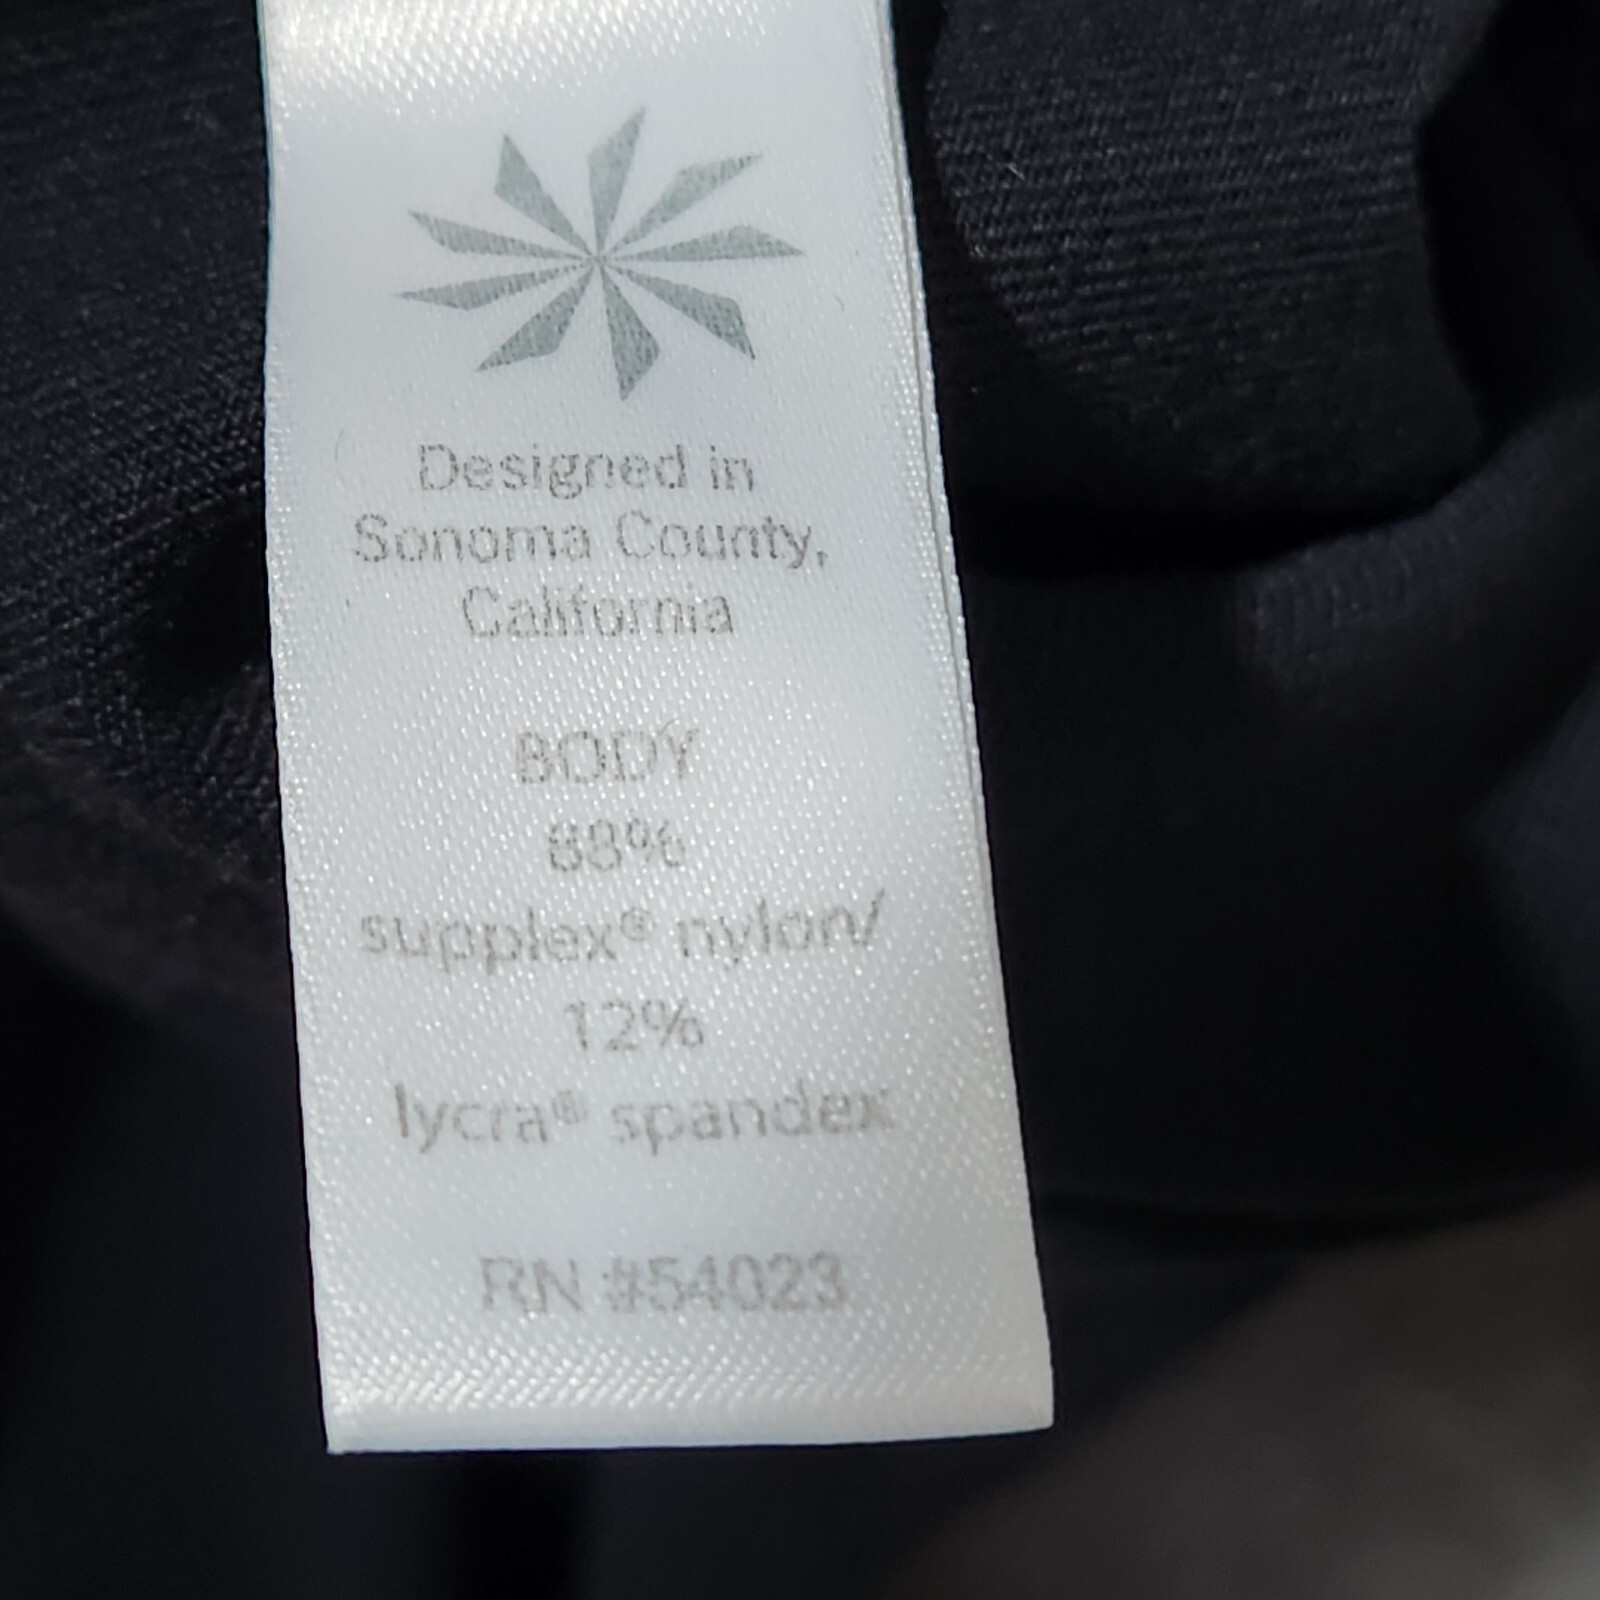 Designed in
Sonoma County,
California
BODY
88%
supplex® nylon/
12%
lycra® spandex
RN #54023